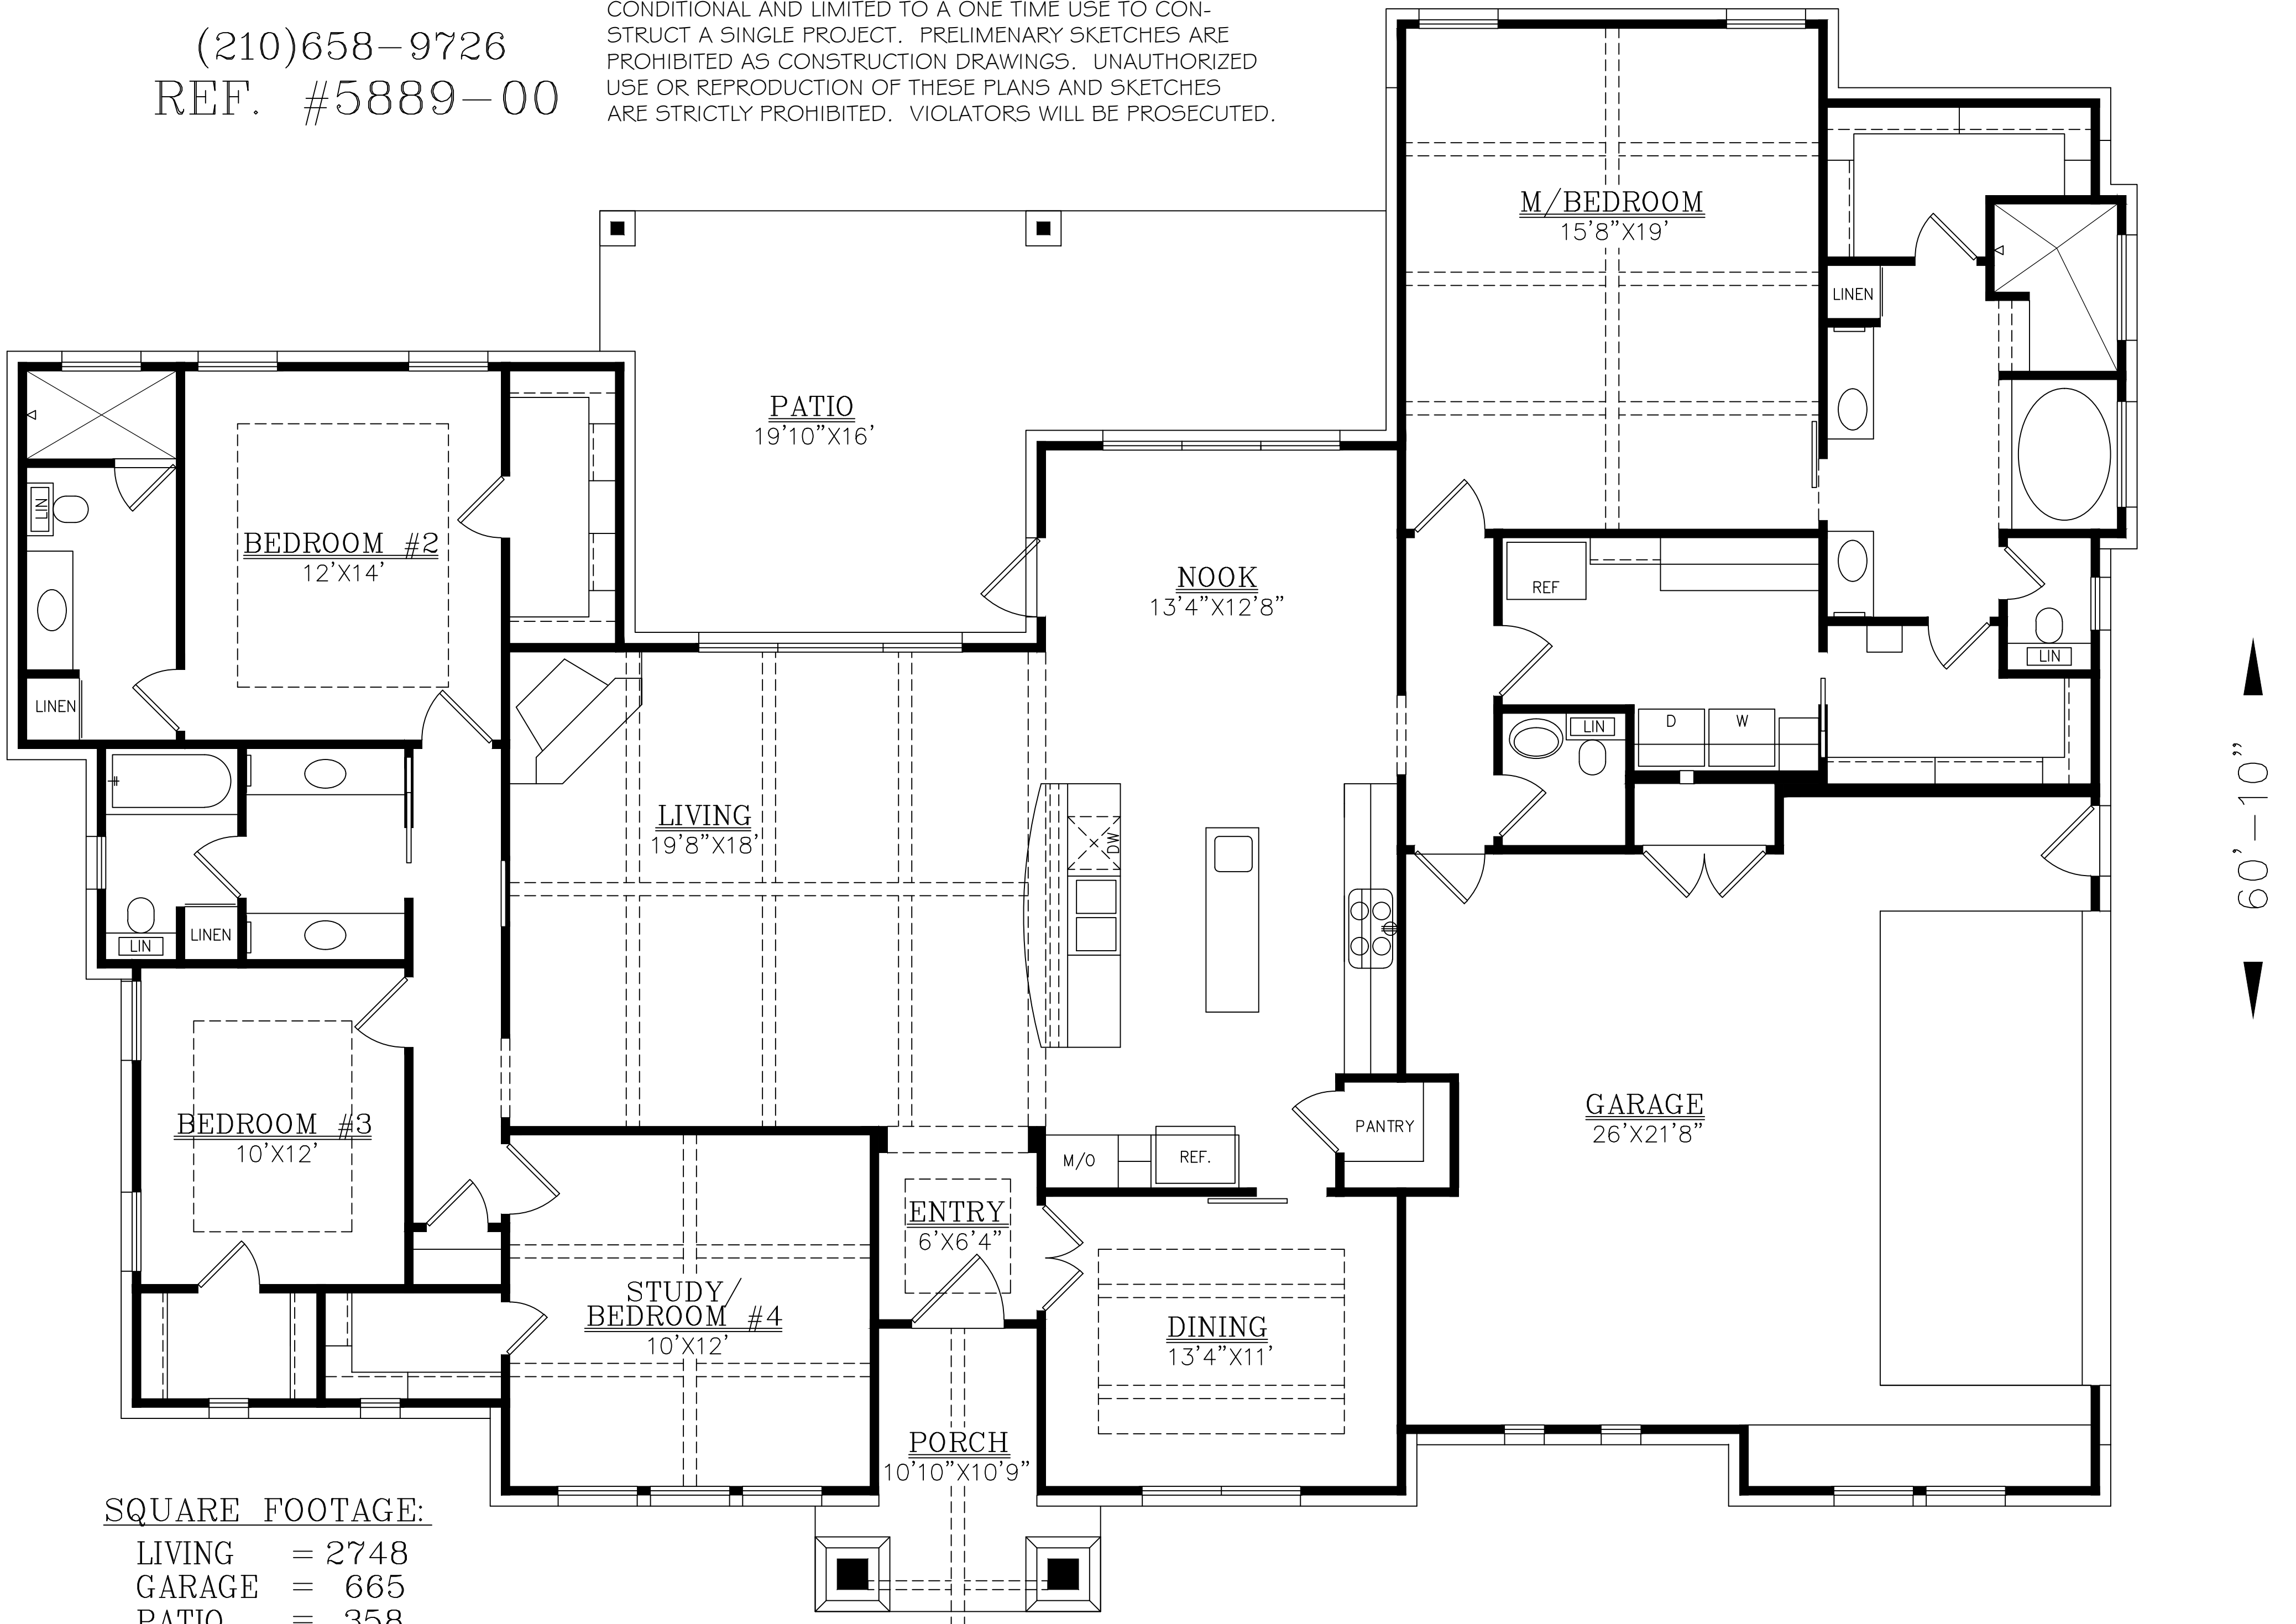 (210)658-9726
REF. #5889-00
CONDITIONAL AND LIMITED TO A ONE TIME USE TO CON-
STRUCT A SINGLE PROJECT. PRELIMENARY SKETCHES ARE
PROHIBITED AS CONSTRUCTION DRAWINGS. UNAUTHORIZED
USE OR REPRODUCTION OF THESE PLANS AND SKETCHES
ARE STRICTLY PROHIBITED. VIOLATORS WILL BE PROSECUTED.
M/BEDROOM
15'8"X19'
LINEN
PATIO
19'10"X16'
LIN
BEDROOM #2
12'X14'
NOOK
13'4"X12'8"
REF
LIN
LINEN
D
W
LIN
60'-10"
LIVING
19'8"X18'
DW
LIN
LINEN
BEDROOM #3
10'X12'
GARAGE
26'X21'8"
PANTRY
M/O
REF.
ENTRY
6'X6'4"
STUDY/
BEDROOM #4
10'X12'
DINING
13'4"X11'
PORCH
10'10"X10'9"
SQUARE FOOTAGE:
LIVING = 2748
GARAGE = 665
PATIO = 358